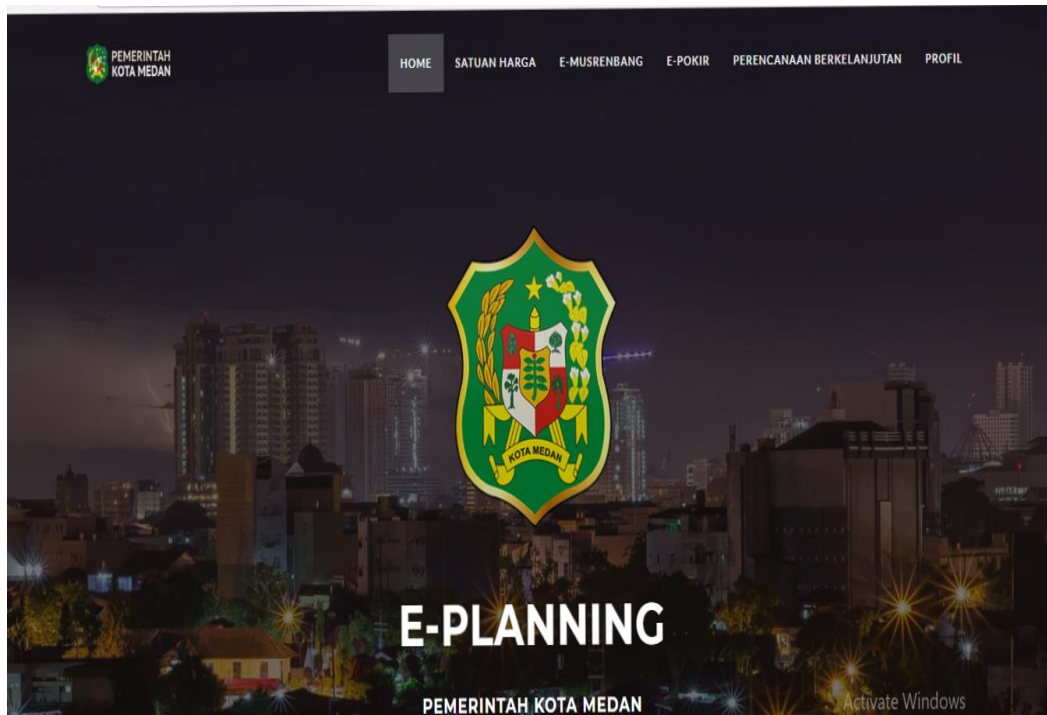 PEMERINTAH
KOTA MEDAN
HOME SATUAN HARGA E-MUSRENBANG E-POKIR PERENCANAAN BERKELANJUTAN PROFIL
KOTA MEDAN
E-PLANNING
PEMERINTAH KOTA MEDAN
Activate Windows